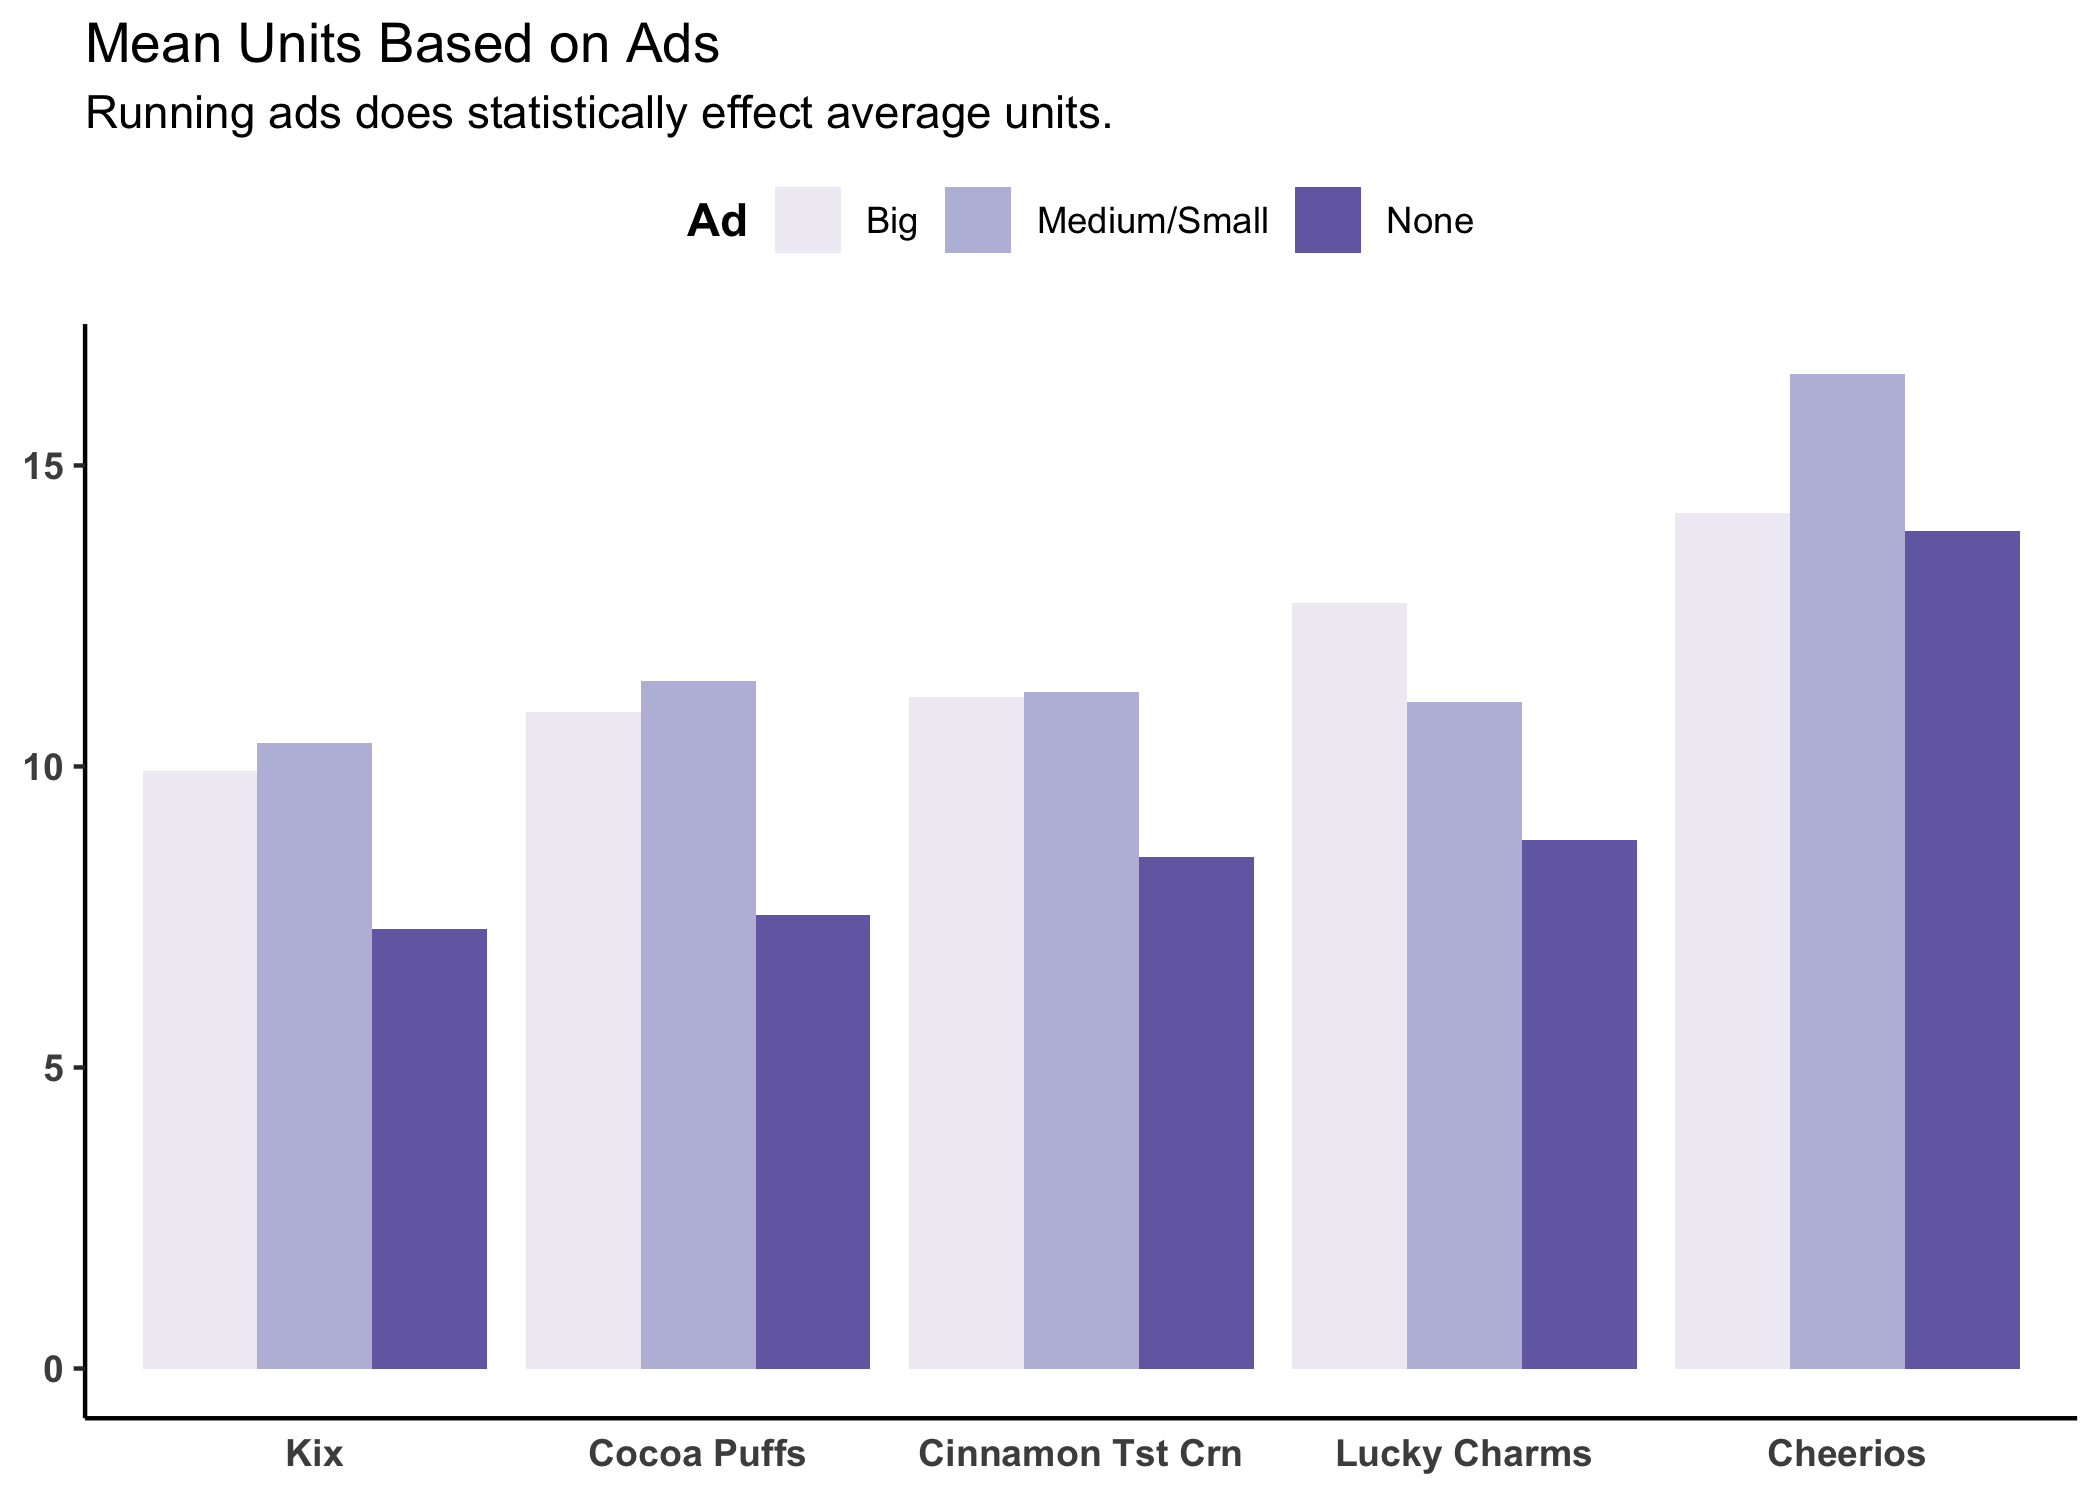 Mean Units Based on Ads
Running ads does statistically effect average units.
Ad Big Medium/Small None
15
10
5
0
Kix Cocoa Puffs Cinnamon Tst Crn Lucky Charms Cheerios